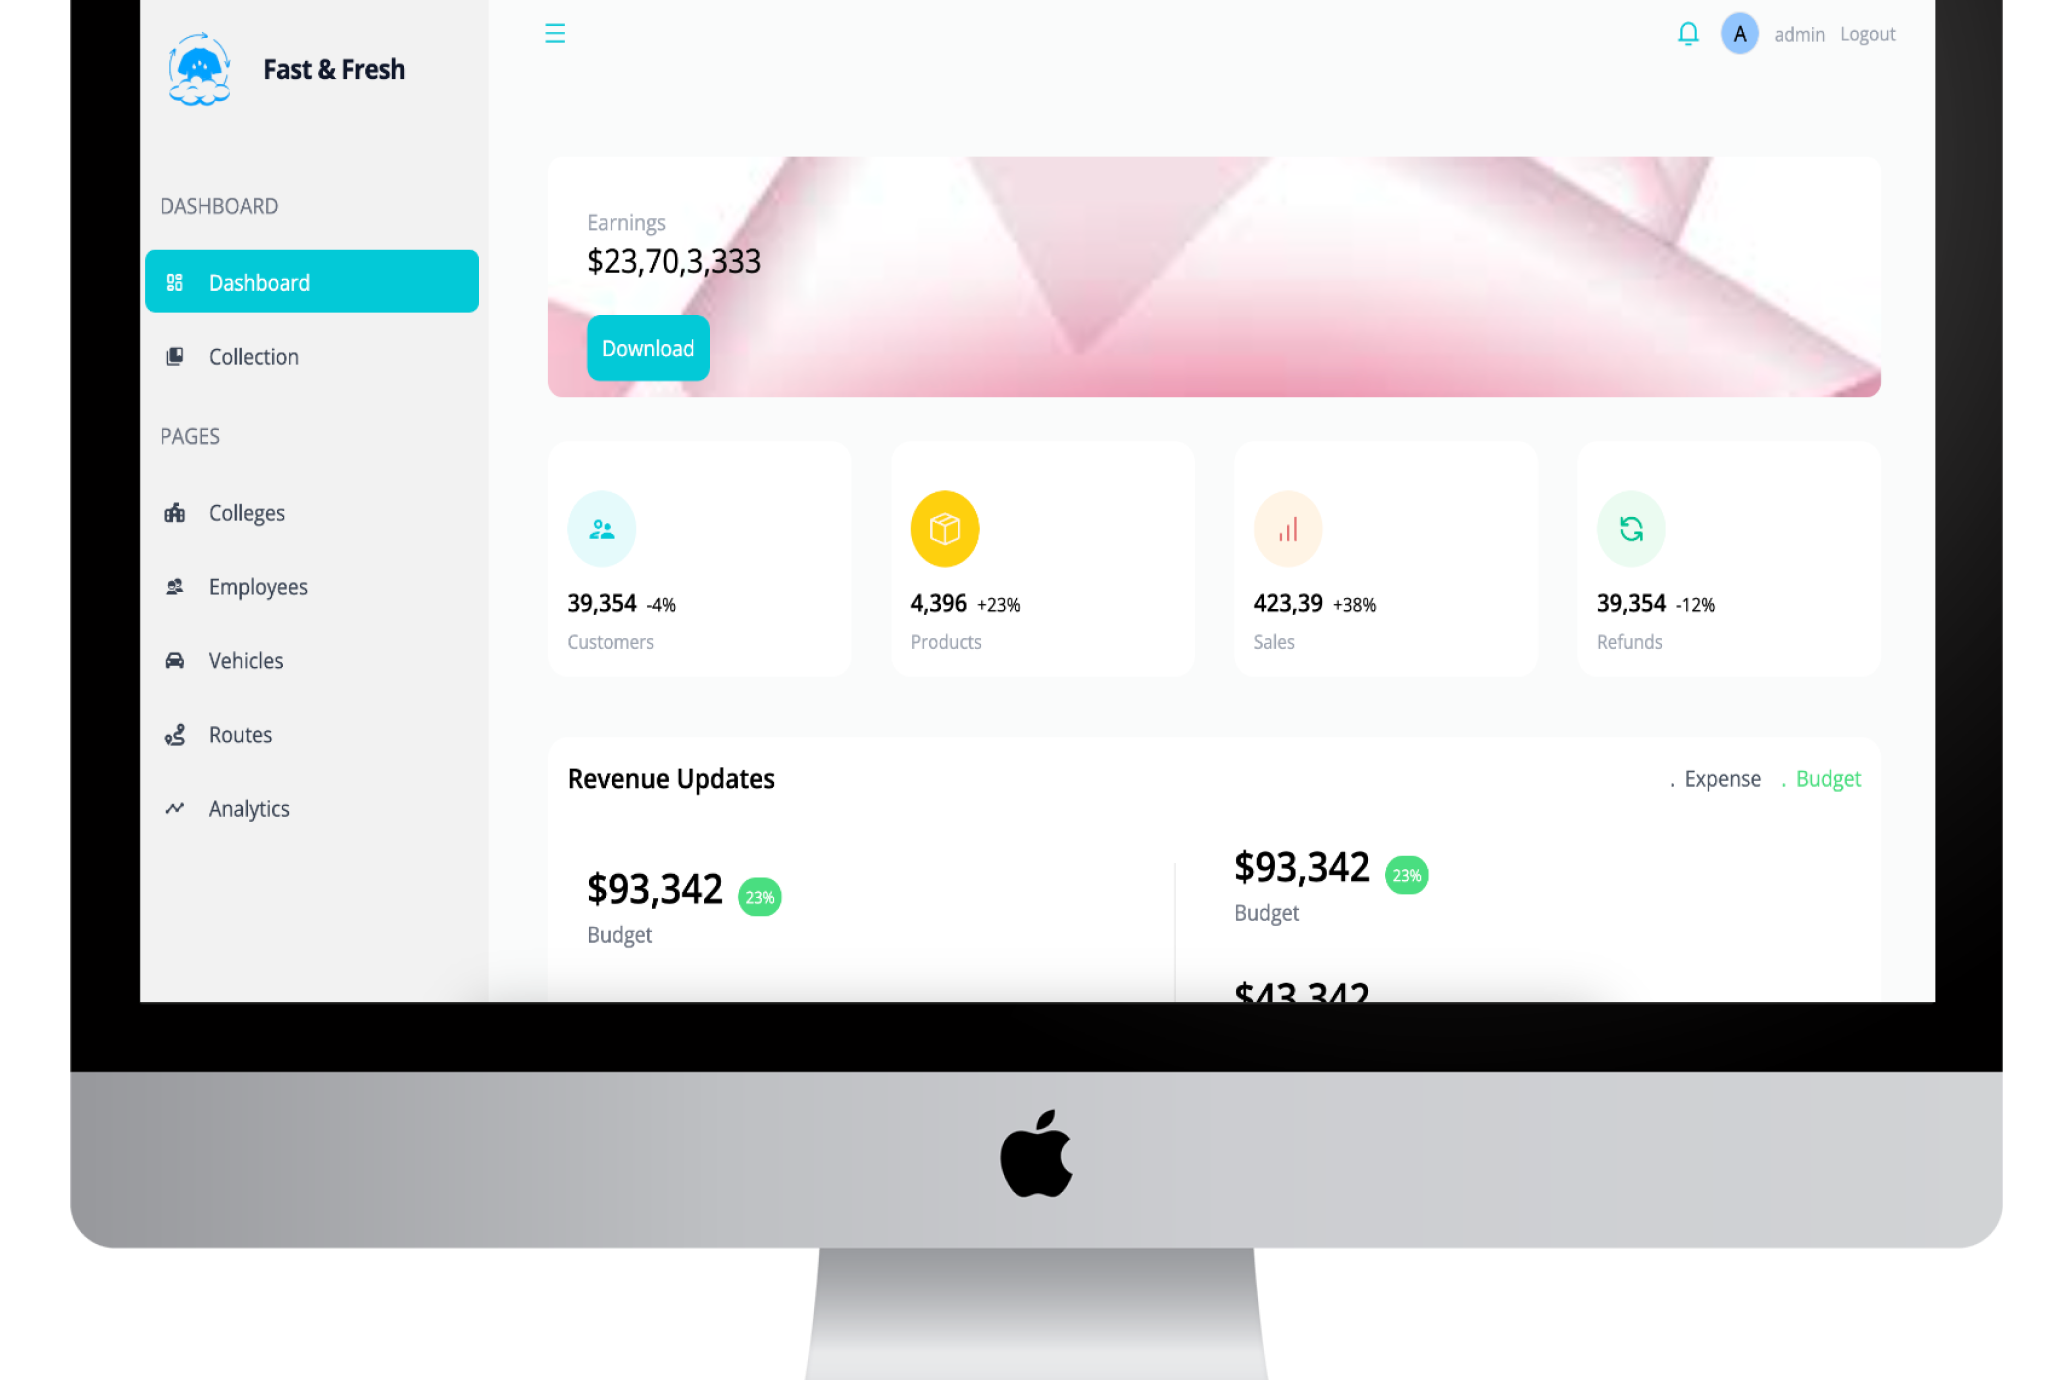 Fast & Fresh
A admin Logout
DASHBOARD
Dashboard
Collection
PAGES
Colleges
Employees
Vehicles
Routes
Analytics
Earnings
$23,70,3,333
Download
39,354 -4%
Customers
4,396 +23%
Products
423,39 +38%
Sales
39,354 -12%
Refunds
Revenue Updates
. Expense . Budget
$93,342 23%
Budget
$93,342 23%
Budget
$43,342